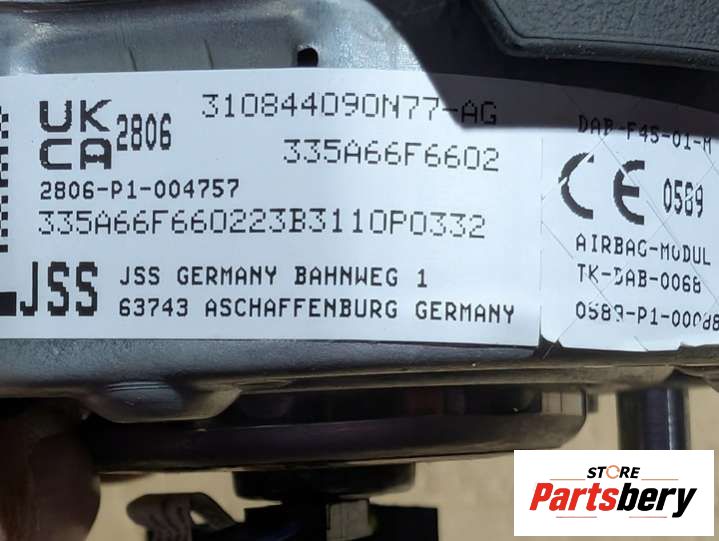 UK
CA 2806
310844090N77-AG
335A66F6602
2806-P1-004757
335A66F660223B3110P0332
JSS
JSS GERMANY BAHNWEG 1
63743 ASCHAFFENBURG GERMANY
DAB-F45-01-M
CE 0589
AIRBAG-MODUL
TK-DAB-0068
STORE
Partsbery